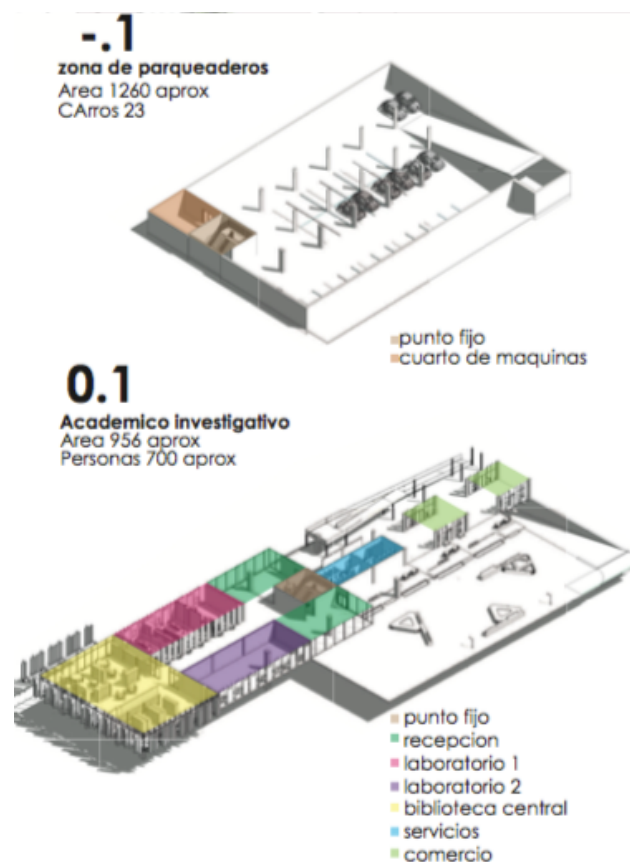 -.1
zona de parqueaderos
Area 1260 aprox
CArros 23
punto fijo
cuarto de maquinas
0.1
Academico investigativo
Area 956 aprox
Personas 700 aprox
punto fijo
recepcion
laboratorio 1
laboratorio 2
biblioteca central
servicios
comercio